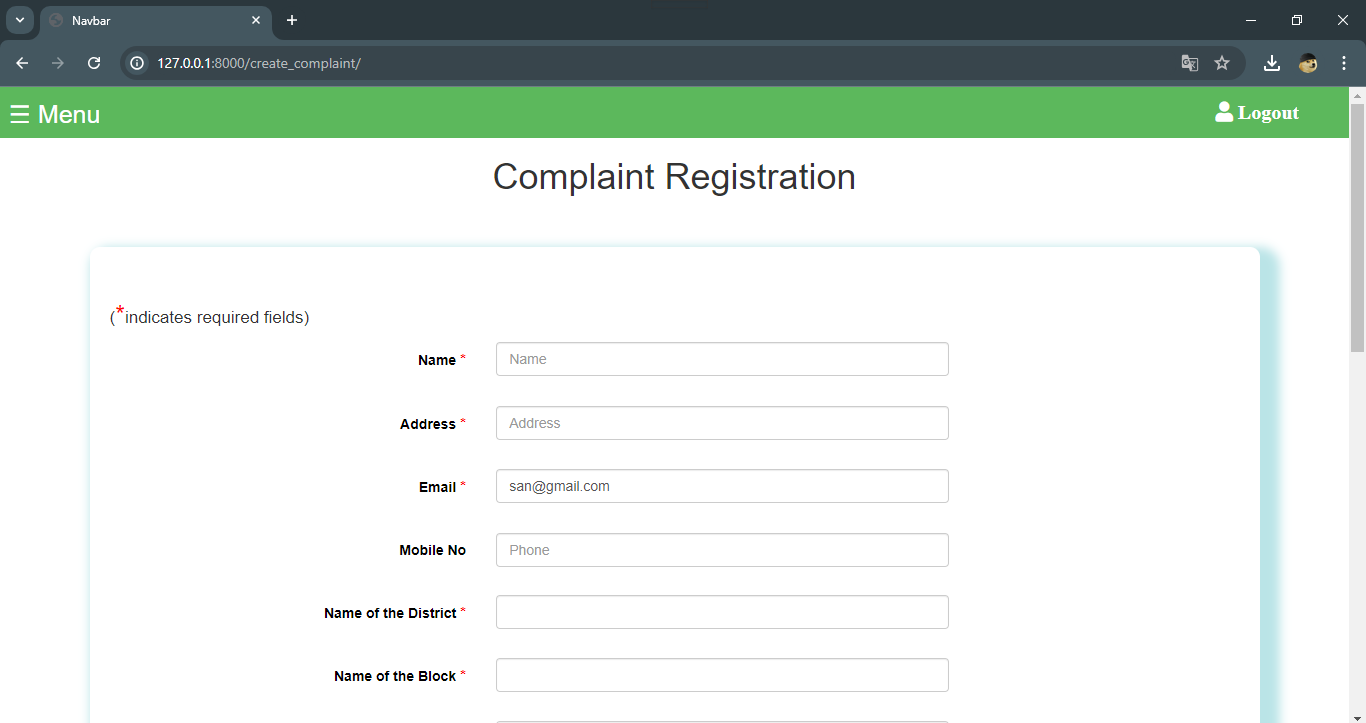 Navbar
127.0.0.1:8000/create_complaint/
☰ Menu
Logout
Complaint Registration
(*indicates required fields)
Name *
Name
Address *
Address
Email *
san@gmail.com
Mobile No
Phone
Name of the District *
Name of the Block *